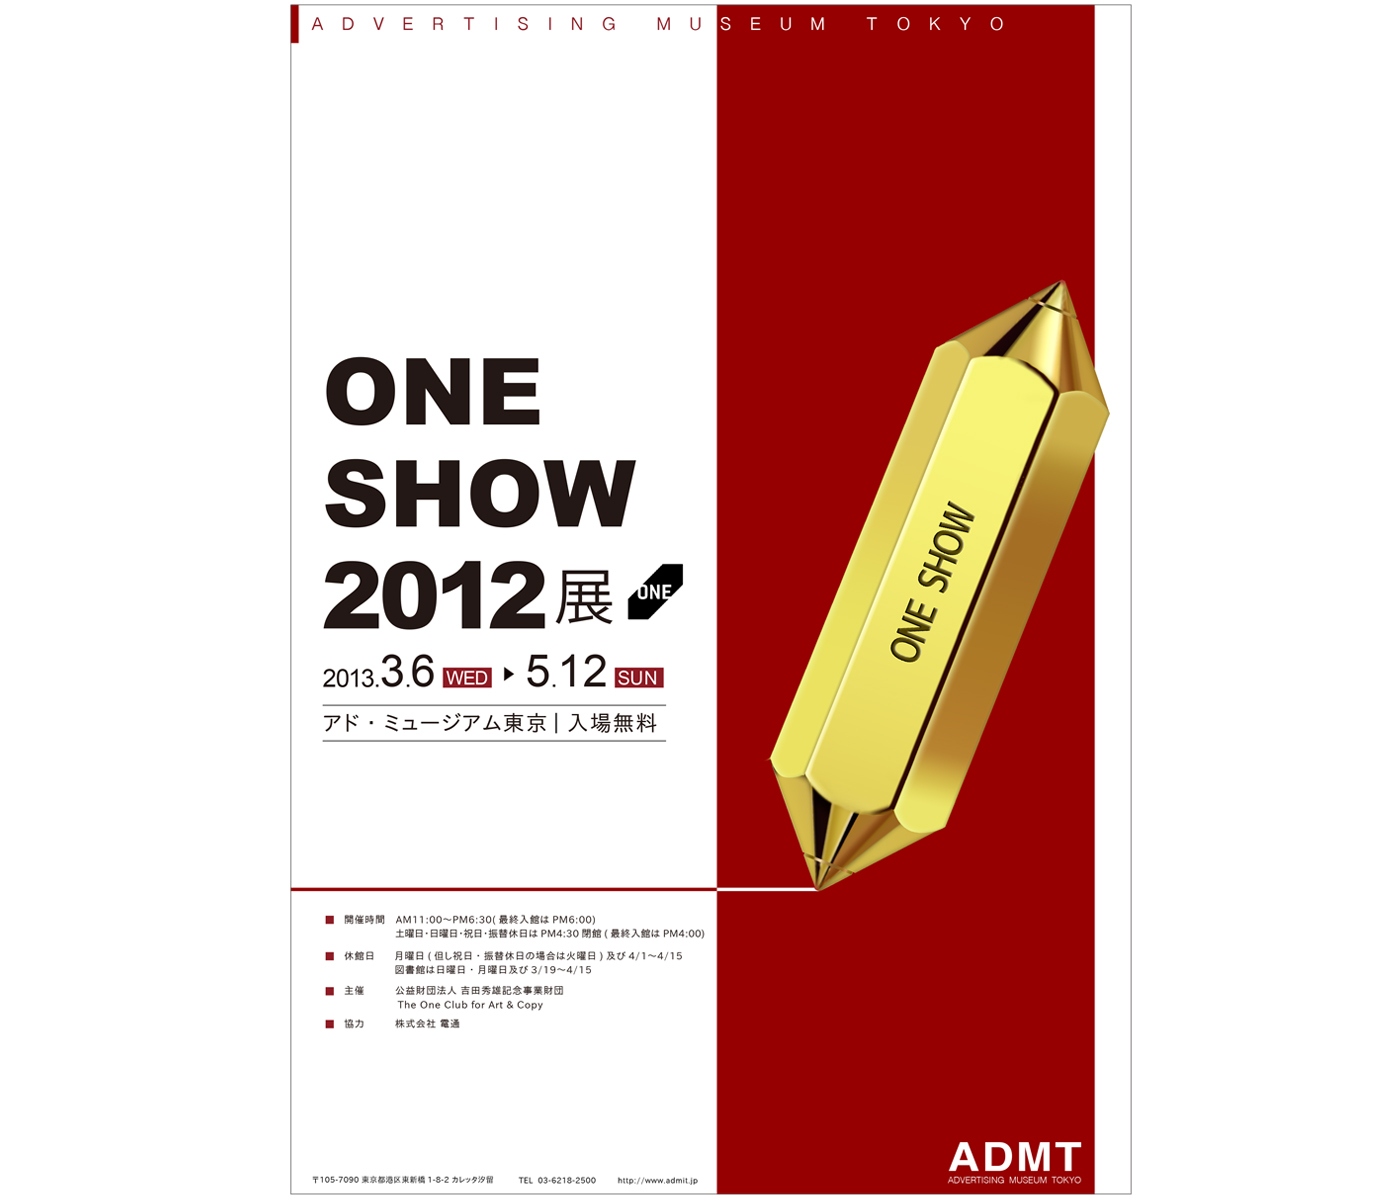 ADVERTISING MUSEUM TOKYO
ONE
SHOW
2012展 ONE
2013.3.6 WED ▶ 5.12 SUN
アド・ミュージアム東京 | 入場無料
ONE SHOW
■ 開催時間 AM11:00〜PM6:30(最終入館は PM6:00)
土曜日・日曜日・祝日・振替休日は PM4:30 閉館(最終入館は PM4:00)
■ 休館日 月曜日(但し祝日・振替休日の場合は火曜日)及び 4/1〜4/15
図書館は日曜日・月曜日及び 3/19〜4/15
■ 主催 公益財団法人 吉田秀雄記念事業財団
The One Club for Art & Copy
■ 協力 株式会社 電通
〒105-7090 東京都港区東新橋 1-8-2 カレッタ汐留 TEL 03-6218-2500 http://www.admt.jp
ADMT
ADVERTISING MUSEUM TOKYO